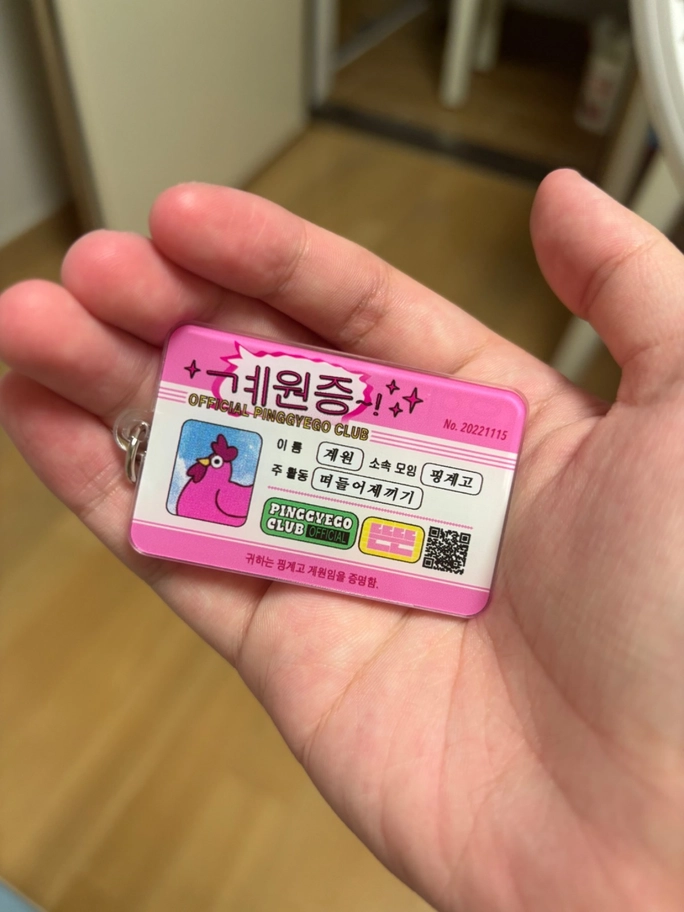 계원증~!
OFFICIAL PINGGYEGO CLUB
No. 20221115
이름 계원 소속 모임 핑계고
주 활동 떠들어제끼기
PINGGYEGO
CLUB OFFICIAL
귀하는 핑계고 계원임을 증명함.